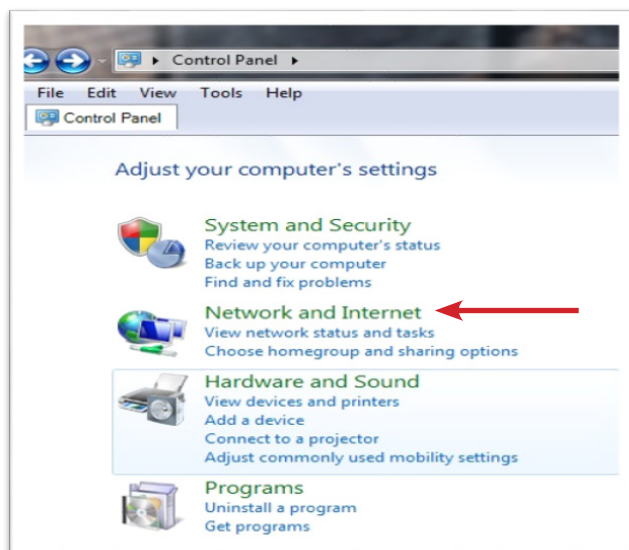 Control Panel
File Edit View Tools Help
Control Panel
Adjust your computer's settings
System and Security
Review your computer's status
Back up your computer
Find and fix problems
Network and Internet
View network status and tasks
Choose homegroup and sharing options
Hardware and Sound
View devices and printers
Add a device
Connect to a projector
Adjust commonly used mobility settings
Programs
Uninstall a program
Get programs